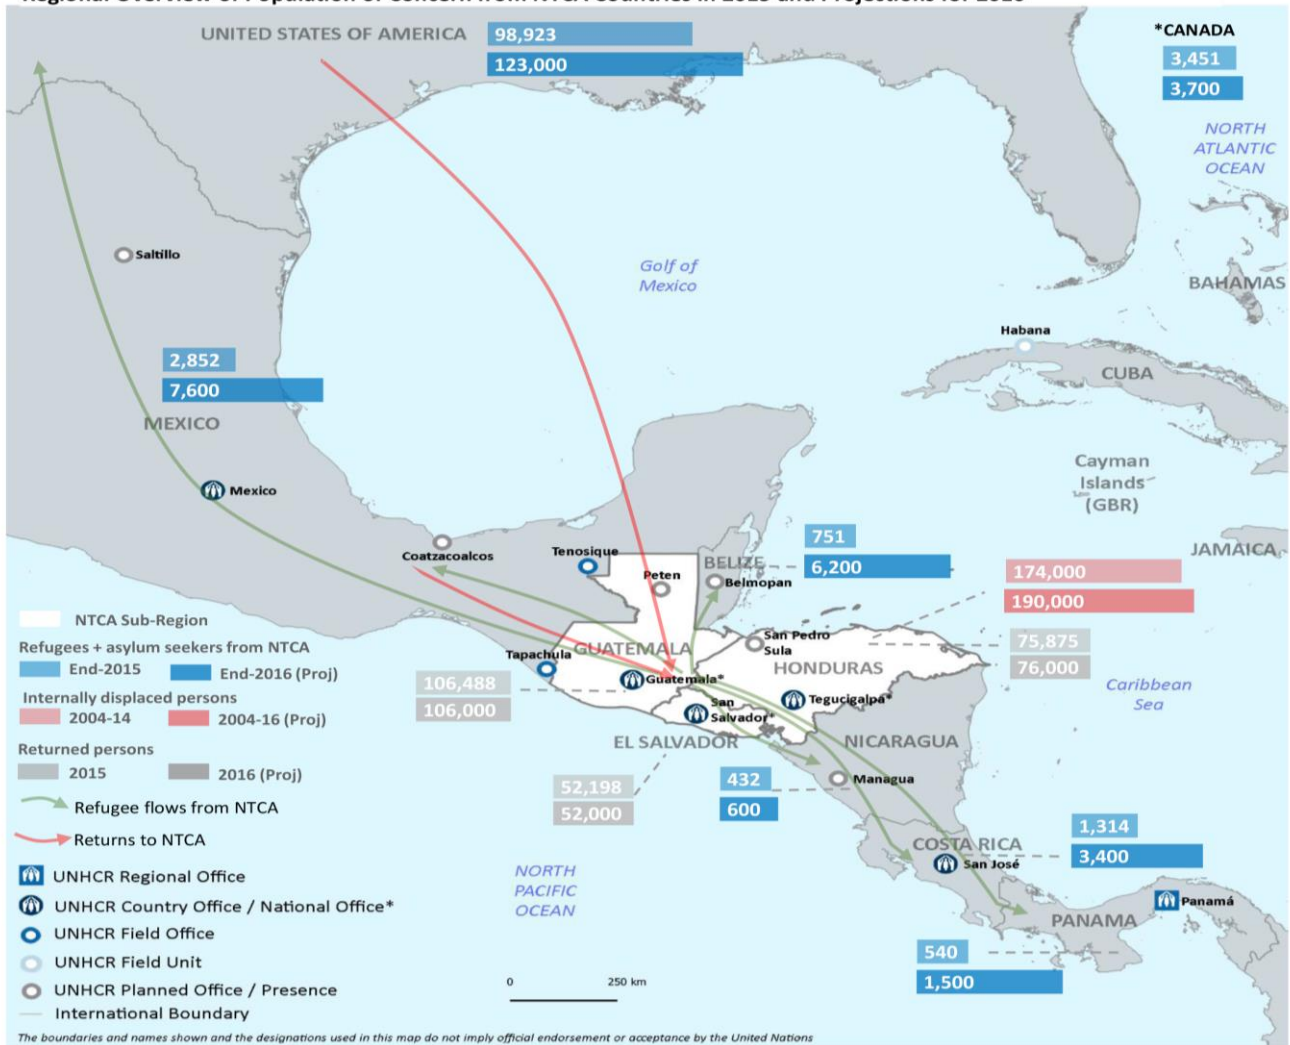 UNITED STATES OF AMERICA
98,923
123,000
*CANADA
3,451
3,700
NORTH
ATLANTIC
OCEAN
Saltillo
Golf of
Mexico
BAHAMAS
Habana
CUBA
2,852
7,600
MEXICO
Mexico
Cayman
Islands
(GBR)
JAMAICA
Coatzacoalcos
Tenosique
Peten
BELIZE
Belmopan
751
6,200
174,000
190,000
75,875
76,000
San Pedro
Sula
HONDURAS
GUATEMALA
Tapachula
Guatemala*
Tegucigalpa*
San
Salvador*
106,488
106,000
Caribbean
Sea
EL SALVADOR
NICARAGUA
Managua
52,198
52,000
432
600
1,314
3,400
COSTA RICA
San José
NORTH
PACIFIC
OCEAN
PANAMA
Panamá
540
1,500
NTCA Sub-Region
Refugees + asylum seekers from NTCA
End-2015 End-2016 (Proj)
Internally displaced persons
2004-14 2004-16 (Proj)
Returned persons
2015 2016 (Proj)
Refugee flows from NTCA
Returns to NTCA
UNHCR Regional Office
UNHCR Country Office / National Office*
UNHCR Field Office
UNHCR Field Unit
UNHCR Planned Office / Presence
International Boundary
0 250 km
The boundaries and names shown and the designations used in this map do not imply official endorsement or acceptance by the United Nations